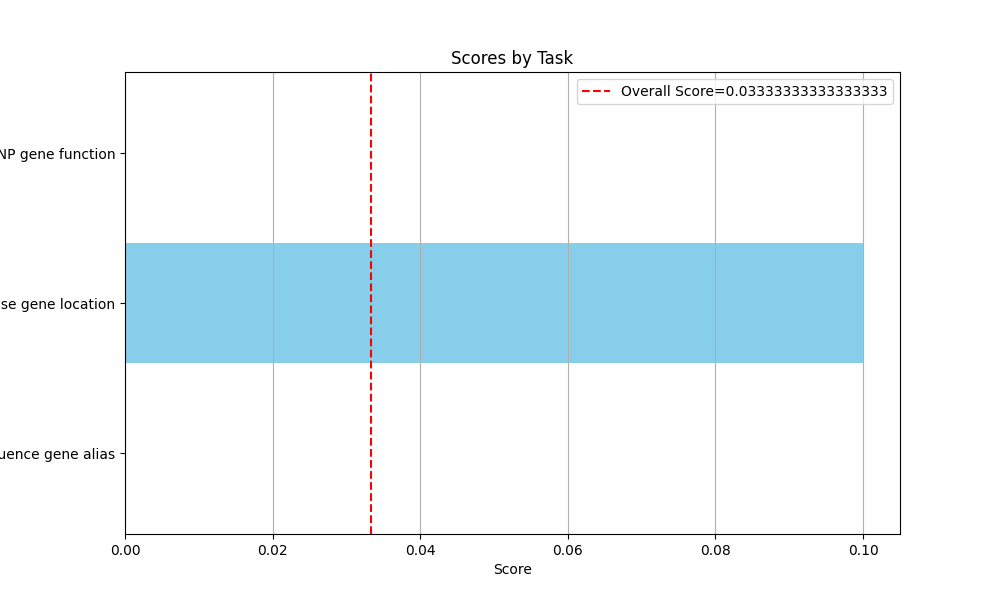 Scores by Task
Overall Score=0.03333333333333333
NP gene function
se gene location
uence gene alias
0.00 0.02 0.04 0.06 0.08 0.10
Score